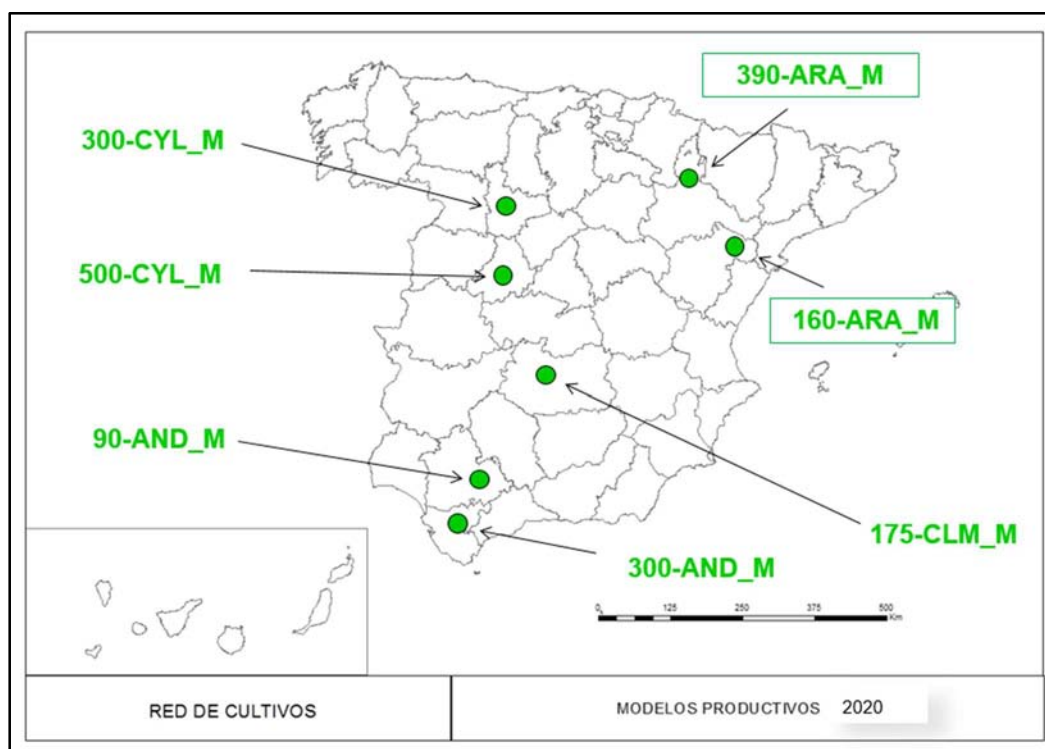 390-ARA_M
300-CYL_M
500-CYL_M
160-ARA_M
90-AND_M
175-CLM_M
300-AND_M
0 125 250 375 500
Km
RED DE CULTIVOS
MODELOS PRODUCTIVOS 2020